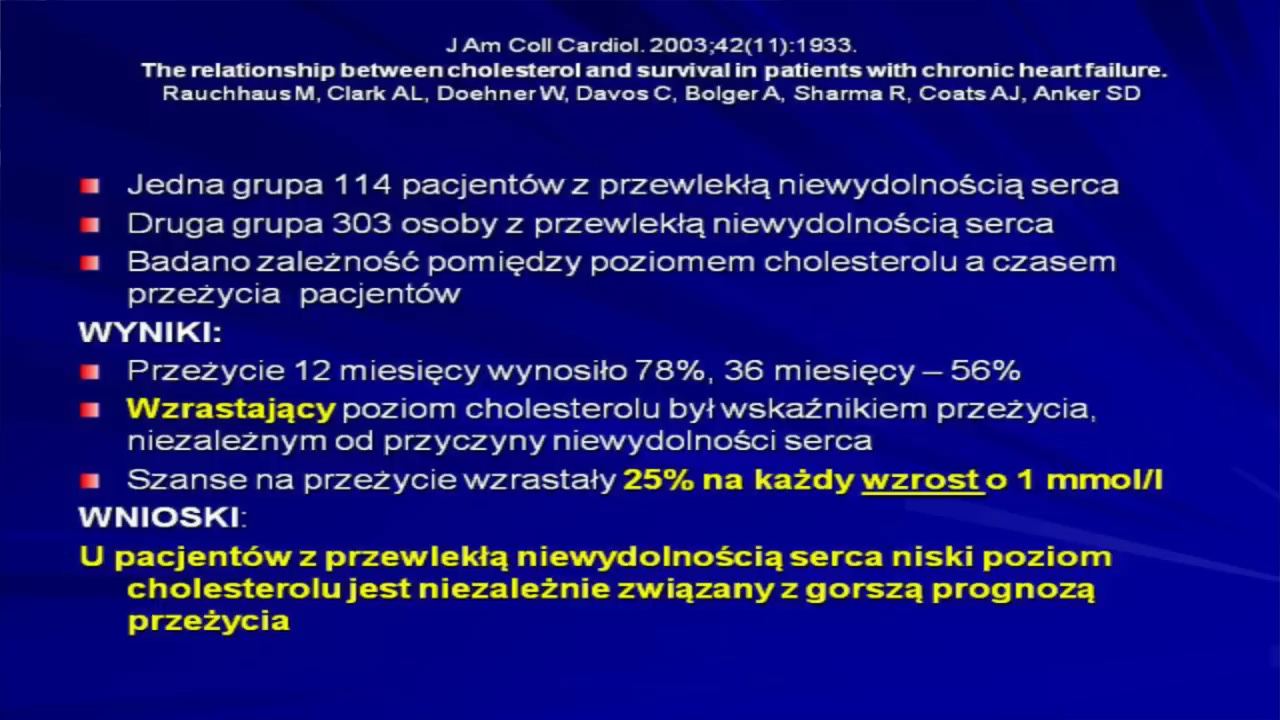 J Am Coll Cardiol. 2003;42(11):1933.
The relationship between cholesterol and survival in patients with chronic heart failure.
Rauchhaus M, Clark AL, Doehner W, Davos C, Bolger A, Sharma R, Coats AJ, Anker SD
Jedna grupa 114 pacjentów z przewlekłą niewydolnością serca
Druga grupa 303 osoby z przewlekłą niewydolnością serca
Badano zależność pomiędzy poziomem cholesterolu a czasem
przeżycia pacjentów
WYNIKI:
Przeżycie 12 miesięcy wynosiło 78%, 36 miesięcy – 56%
Wzrastający poziom cholesterolu był wskaźnikiem przeżycia,
niezależnym od przyczyny niewydolności serca
Szanse na przeżycie wzrastały 25% na każdy wzrost o 1 mmol/l
WNIOSKI:
U pacjentów z przewlekłą niewydolnością serca niski poziom
cholesterolu jest niezależnie związany z gorszą prognozą
przeżycia